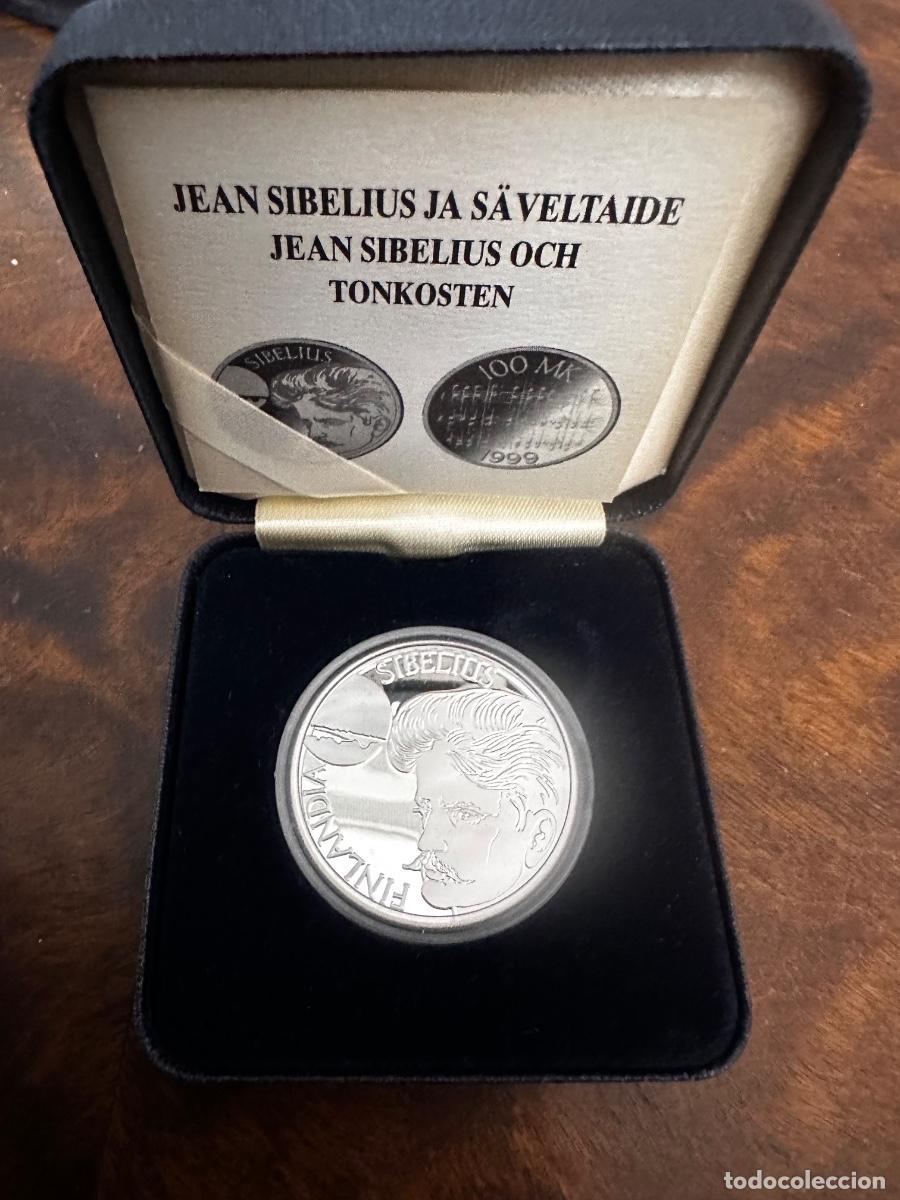 JEAN SIBELIUS JA SÄVELTAIDE
JEAN SIBELIUS OCH
TONKOSTEN
SIBELIUS
100 MK
1999
SIBELIUS
FINLANDIA
todocoleccion